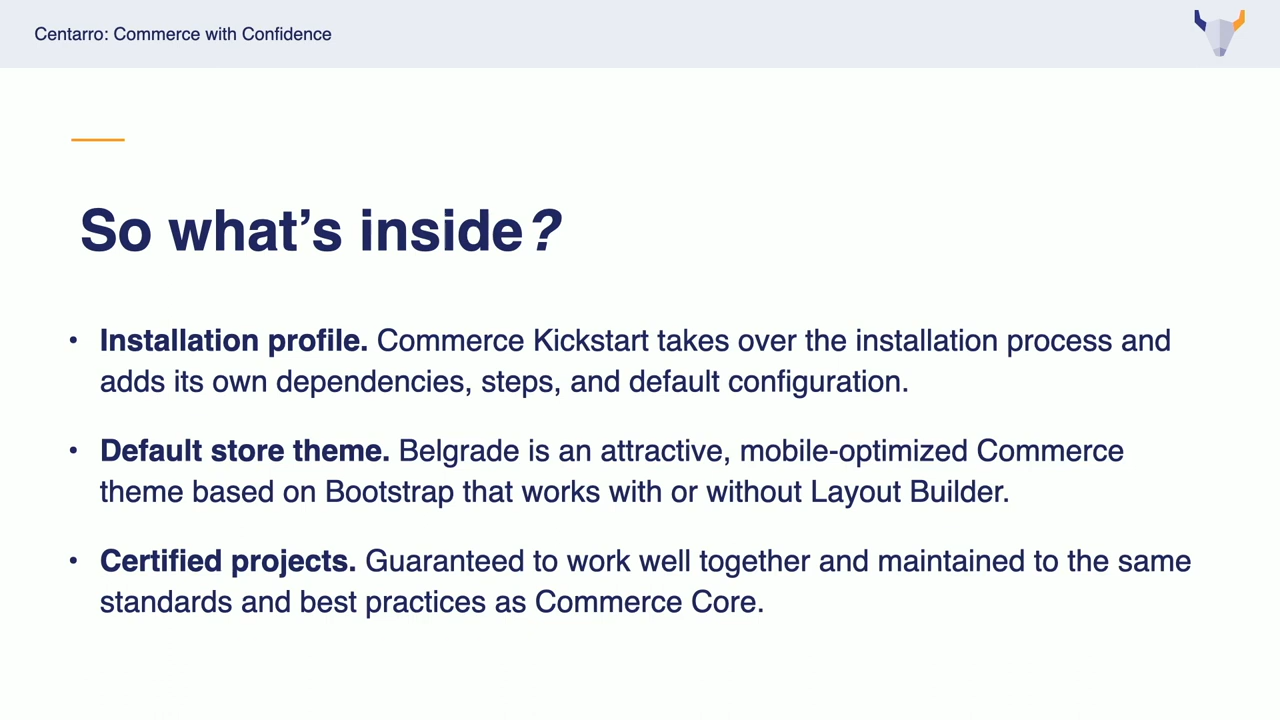 Centarro: Commerce with Confidence
So what’s inside?
• Installation profile. Commerce Kickstart takes over the installation process and
adds its own dependencies, steps, and default configuration.
• Default store theme. Belgrade is an attractive, mobile-optimized Commerce
theme based on Bootstrap that works with or without Layout Builder.
• Certified projects. Guaranteed to work well together and maintained to the same
standards and best practices as Commerce Core.